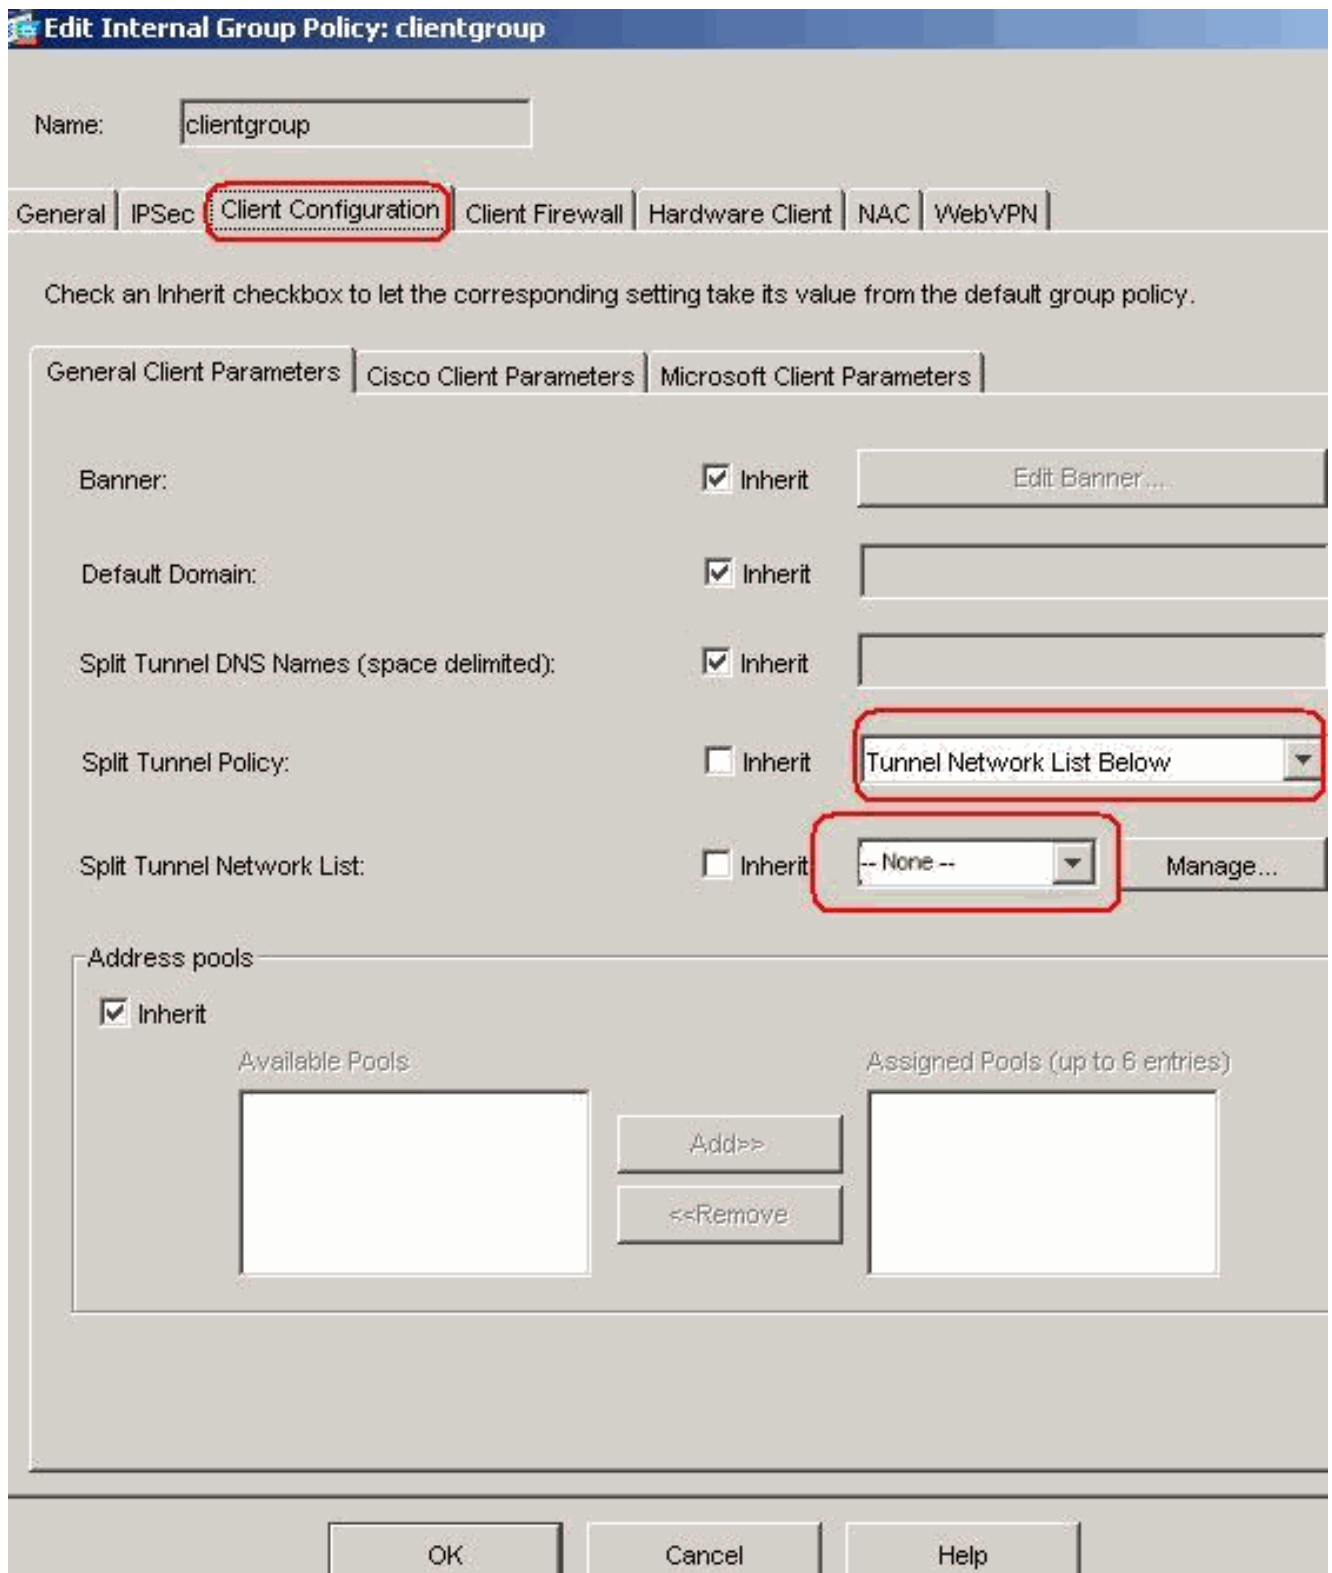 Edit Internal Group Policy: clientgroup
Name: clientgroup
General IPSec Client Configuration Client Firewall Hardware Client NAC WebVPN
Check an Inherit checkbox to let the corresponding setting take its value from the default group policy.
General Client Parameters Cisco Client Parameters Microsoft Client Parameters
Banner: Inherit Edit Banner...
Default Domain: Inherit
Split Tunnel DNS Names (space delimited): Inherit
Split Tunnel Policy: Inherit Tunnel Network List Below
Split Tunnel Network List: Inherit -- None -- Manage...
Address pools
Inherit
Available Pools Assigned Pools (up to 6 entries)
Add>>
<<Remove
OK Cancel Help